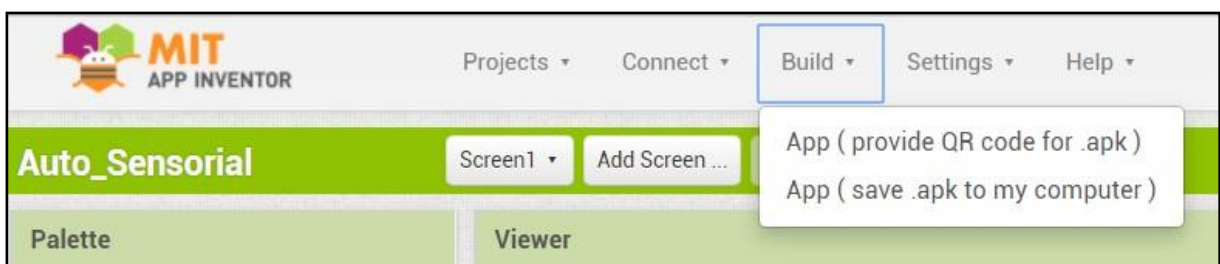 MIT
APP INVENTOR
Projects Connect Build Settings Help
Auto_Sensorial Screen1 Add Screen ...
App ( provide QR code for .apk )
App ( save .apk to my computer )
Palette Viewer